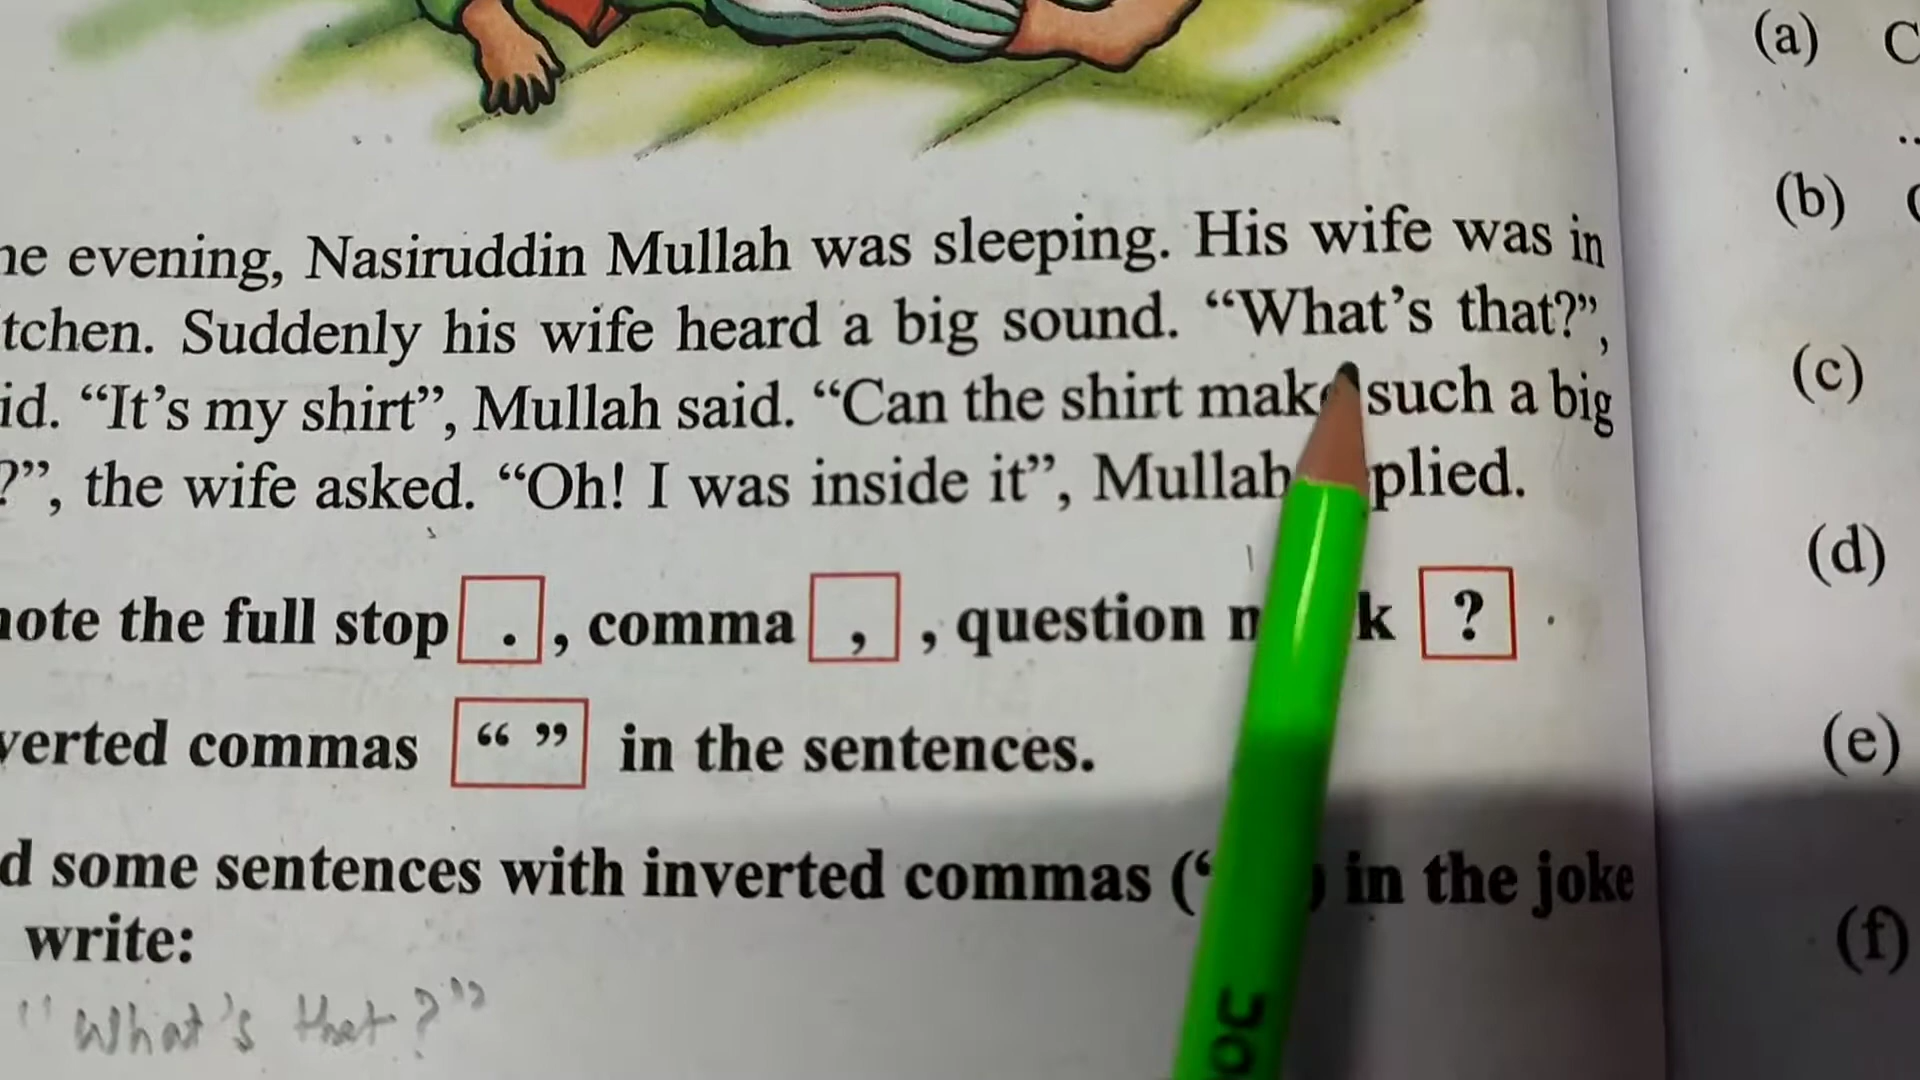 he evening, Nasiruddin Mullah was sleeping. His wife was in
tchen. Suddenly his wife heard a big sound. “What’s that?”,
id. “It’s my shirt”, Mullah said. “Can the shirt mak such a big
?”, the wife asked. “Oh! I was inside it”, Mullah plied.
note the full stop . , comma , , question m k ?
verted commas “ ” in the sentences.
d some sentences with inverted commas (“ ) in the joke
write:
"What's that?"
(a) C
..
(b)
(c)
(d)
(e)
(f)